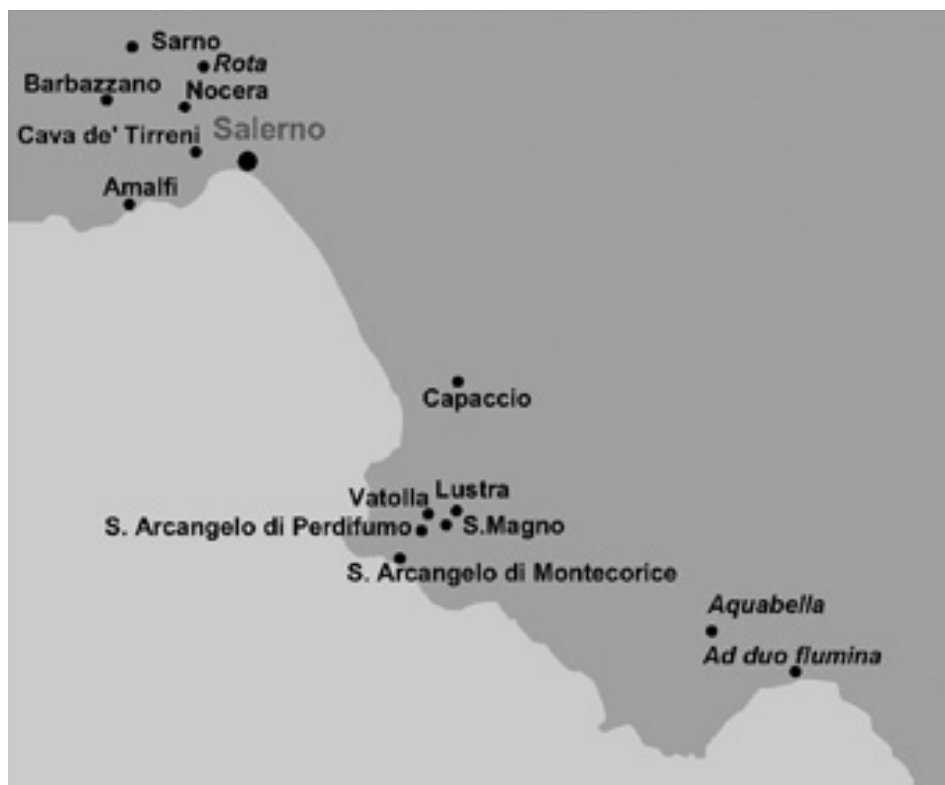 Sarno
Rota
Barbazzano
Nocera
Cava de' Tirreni
Salerno
Amalfi
Capaccio
Vatolla
Lustra
S. Arcangelo di Perdifumo
S.Magno
S. Arcangelo di Montecorice
Aquabella
Ad duo flumina